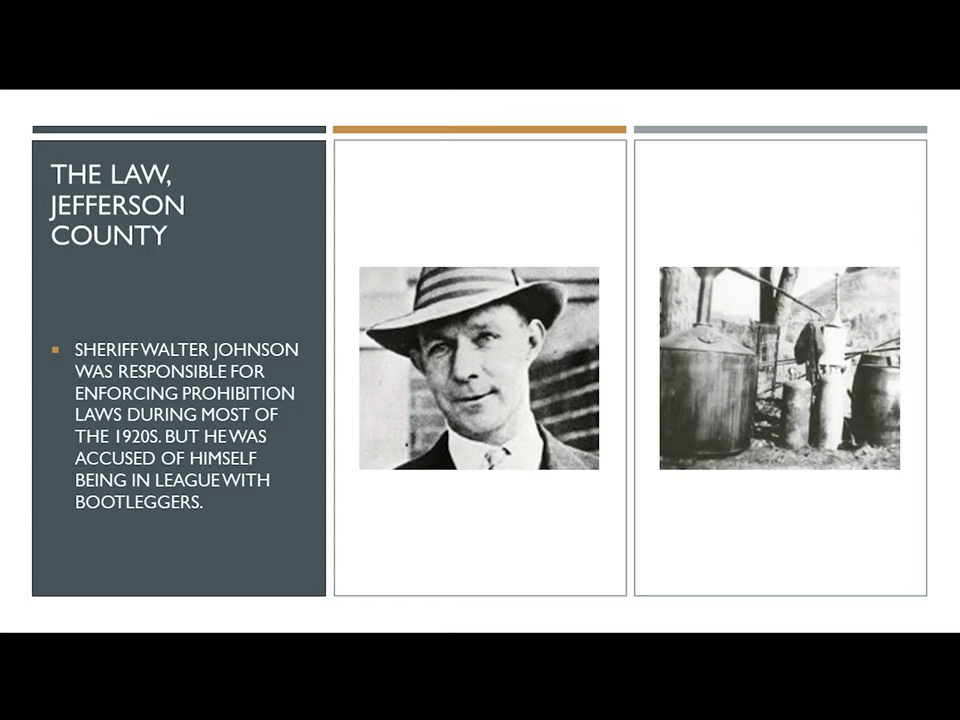 THE LAW,
JEFFERSON
COUNTY
SHERIFF WALTER JOHNSON
WAS RESPONSIBLE FOR
ENFORCING PROHIBITION
LAWS DURING MOST OF
THE 1920S. BUT HE WAS
ACCUSED OF HIMSELF
BEING IN LEAGUE WITH
BOOTLEGGERS.